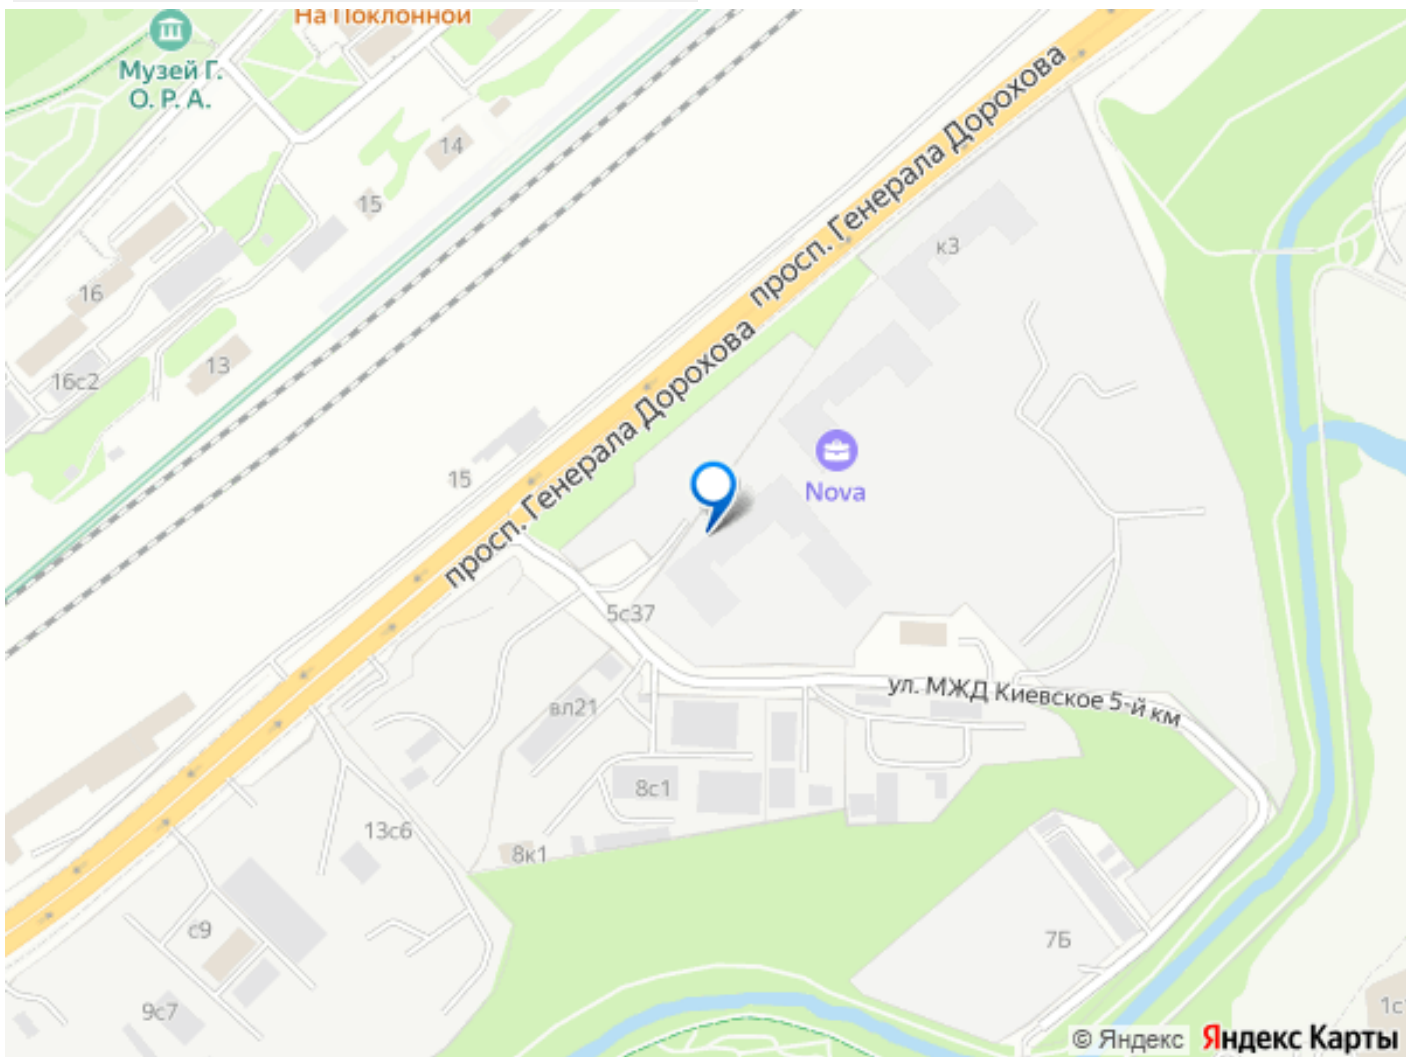 На Поклонной
Музей Г.
О. Р. А.
14
15
16
16с2
13
15
просп. Генерала Дорохова
просп. Генерала Дорохова
к3
Nova
5с37
ул. МЖД Киевское 5-й км
вл21
8с1
13с6
8к1
с9
9с7
7Б
© Яндекс
Яндекс Карты